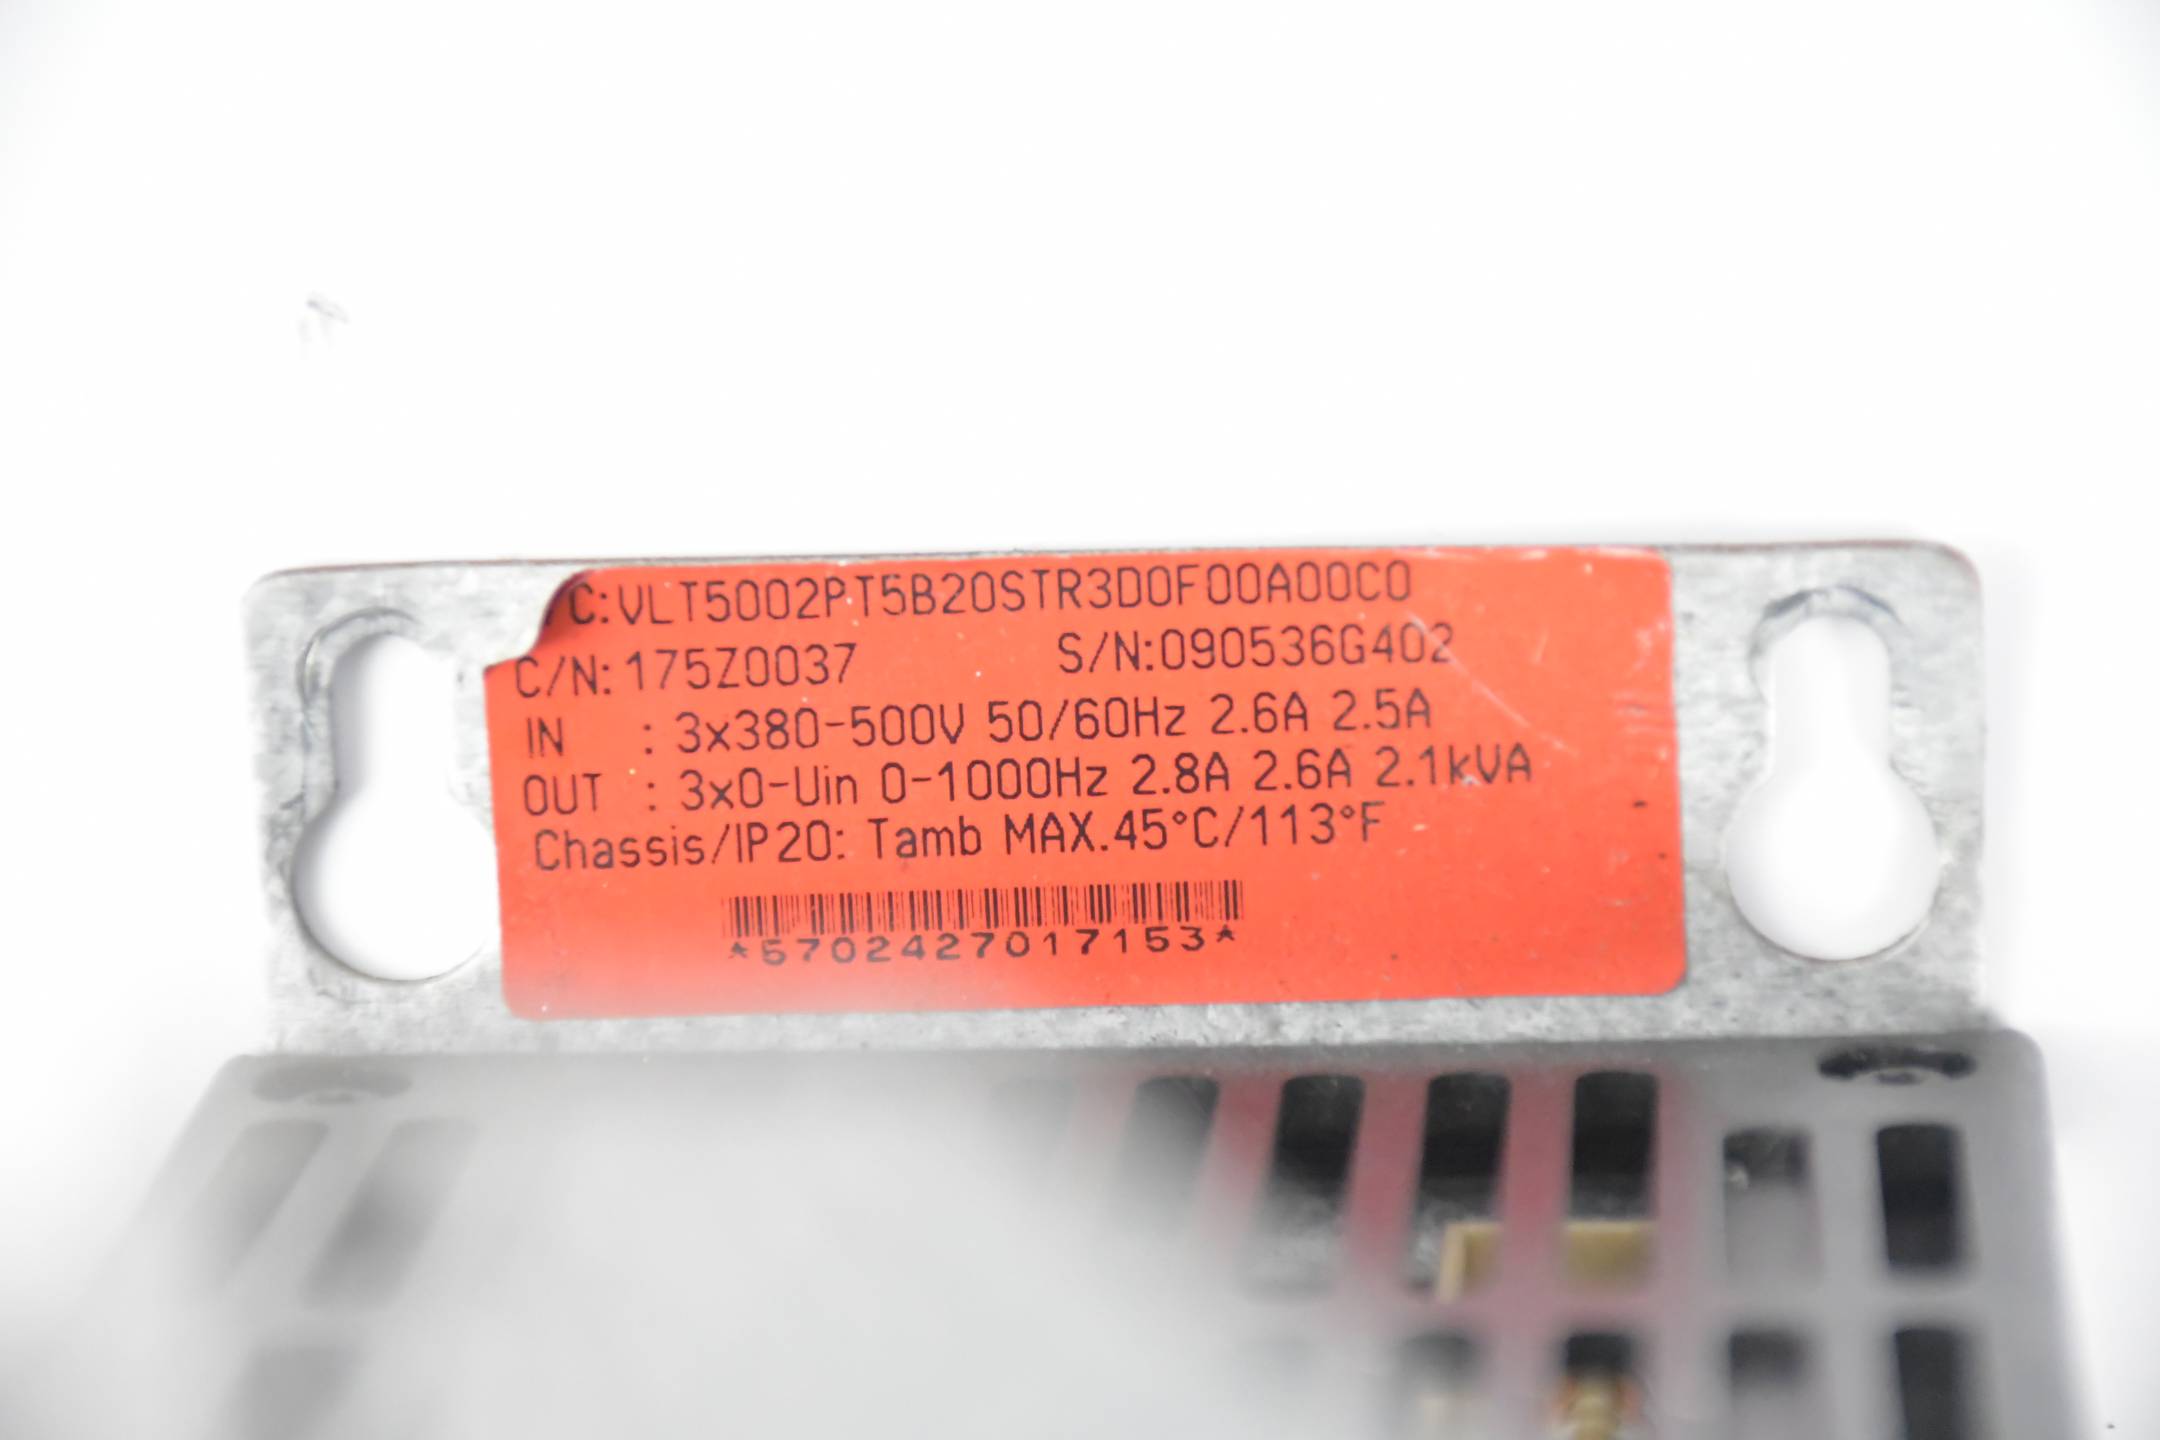 C:VLT5002PT5B20STR3D0F00A00C0
C/N: 175Z0037 S/N:090536G402
IN : 3x380-500V 50/60Hz 2.6A 2.5A
OUT : 3x0-Uin 0-1000Hz 2.8A 2.6A 2.1kVA
Chassis/IP20: Tamb MAX.45°C/113°F
*5702427017153*